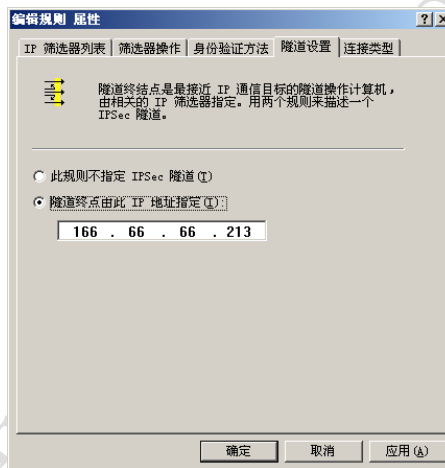 编辑规则 属性
IP 筛选器列表 筛选器操作 身份验证方法 隧道设置 连接类型
隧道终结点是最接近 IP 通信目标的隧道操作计算机，
由相关的 IP 筛选器指定。用两个规则来描述一个
IPSec 隧道。
此规则不指定 IPSec 隧道(T)
隧道终点由此 IP 地址指定(I):
166 . 66 . 66 . 213
确定 取消 应用(A)